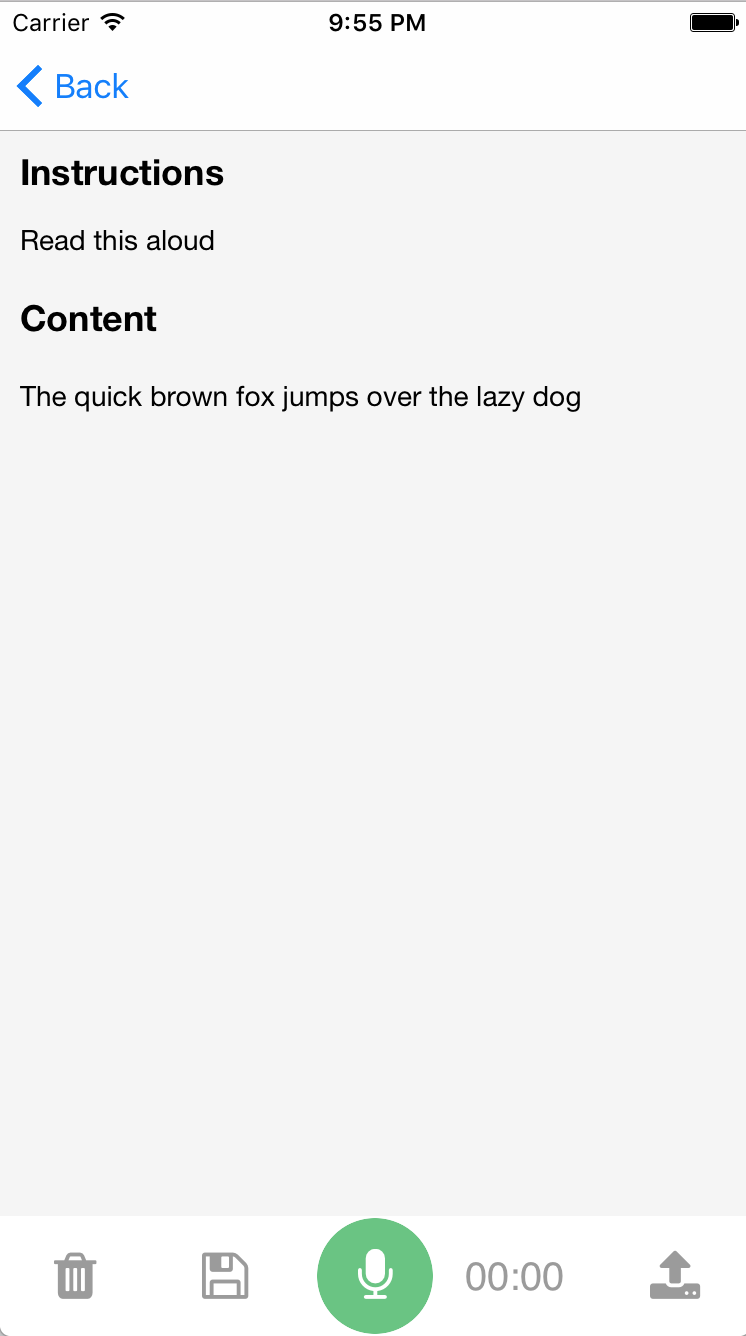 Carrier 9:55 PM
Back
Instructions
Read this aloud
Content
The quick brown fox jumps over the lazy dog
00:00